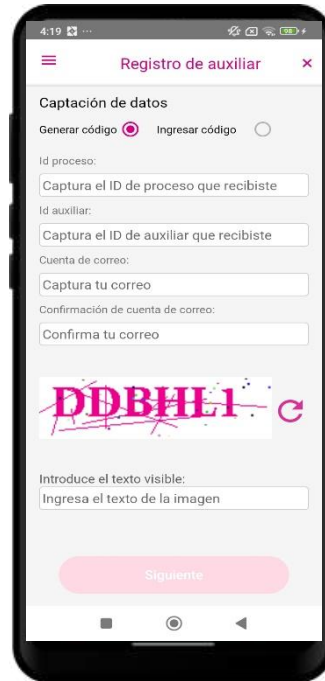 4:19 ...
98
Registro de auxiliar
Captación de datos
Generar código Ingresar código
Id proceso:
Captura el ID de proceso que recibiste
Id auxiliar:
Captura el ID de auxiliar que recibiste
Cuenta de correo:
Captura tu correo
Confirmación de cuenta de correo:
Confirma tu correo
DDBHL1
Introduce el texto visible:
Ingresa el texto de la imagen
Siguiente